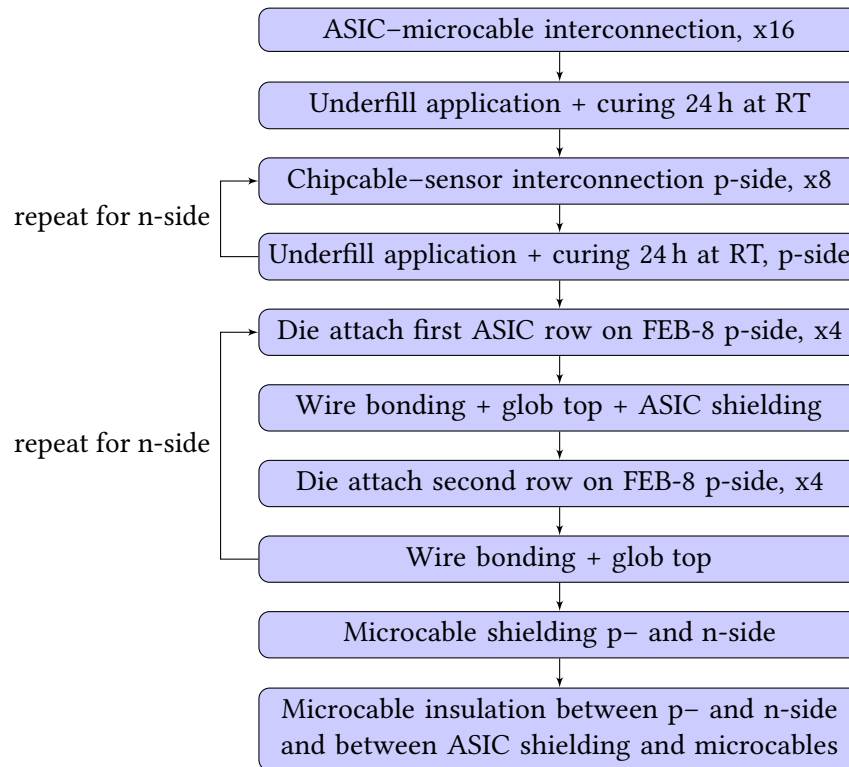 ASIC–microcable interconnection, x16
Underfill application + curing 24 h at RT
Chipcable–sensor interconnection p-side, x8
repeat for n-side
Underfill application + curing 24 h at RT, p-side
Die attach first ASIC row on FEB-8 p-side, x4
Wire bonding + glob top + ASIC shielding
repeat for n-side
Die attach second row on FEB-8 p-side, x4
Wire bonding + glob top
Microcable shielding p– and n-side
Microcable insulation between p– and n-side
and between ASIC shielding and microcables